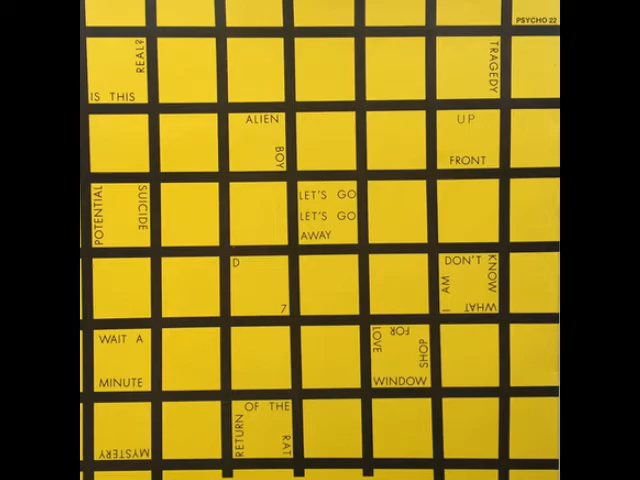 PSYCHO 22
IS THIS REAL?
TRAGEDY
ALIEN BOY
UP
FRONT
POTENTIAL SUICIDE
LET'S GO
LET'S GO
AWAY
D
7
I AM DON'T KNOW WHAT
WAIT A
MINUTE
WINDOW SHOP FOR LOVE
MYSTERY
RETURN OF THE RAT